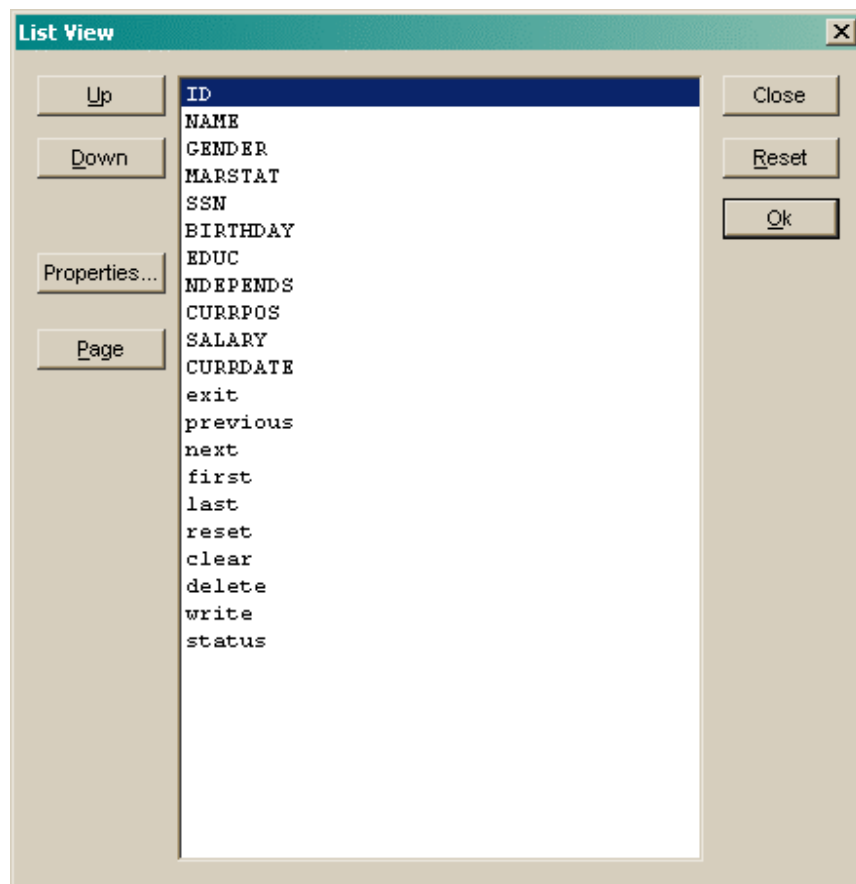 List View
Up
Down
Properties...
Page
ID
NAME
GENDER
MARSTAT
SSN
BIRTHDAY
EDUC
NDEPENDS
CURRPOS
SALARY
CURRDATE
exit
previous
next
first
last
reset
clear
delete
write
status
Close
Reset
Ok